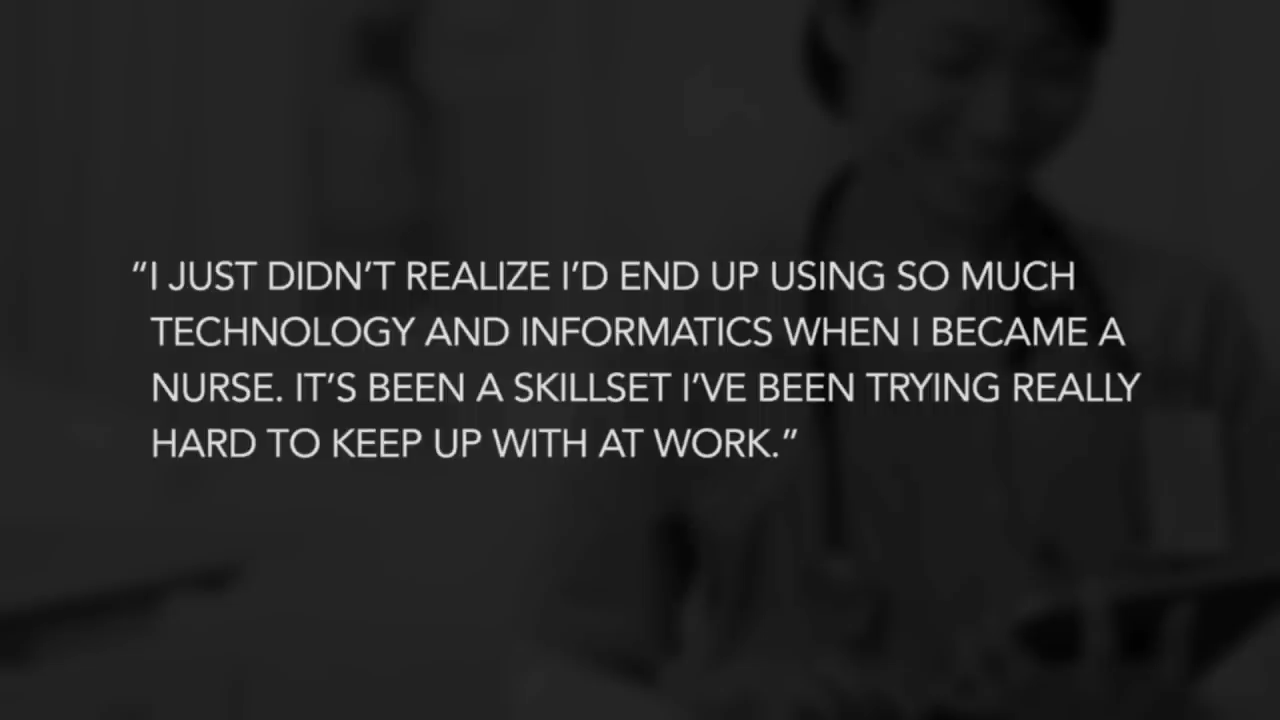 “I JUST DIDN’T REALIZE I’D END UP USING SO MUCH
TECHNOLOGY AND INFORMATICS WHEN I BECAME A
NURSE. IT’S BEEN A SKILLSET I’VE BEEN TRYING REALLY
HARD TO KEEP UP WITH AT WORK.”